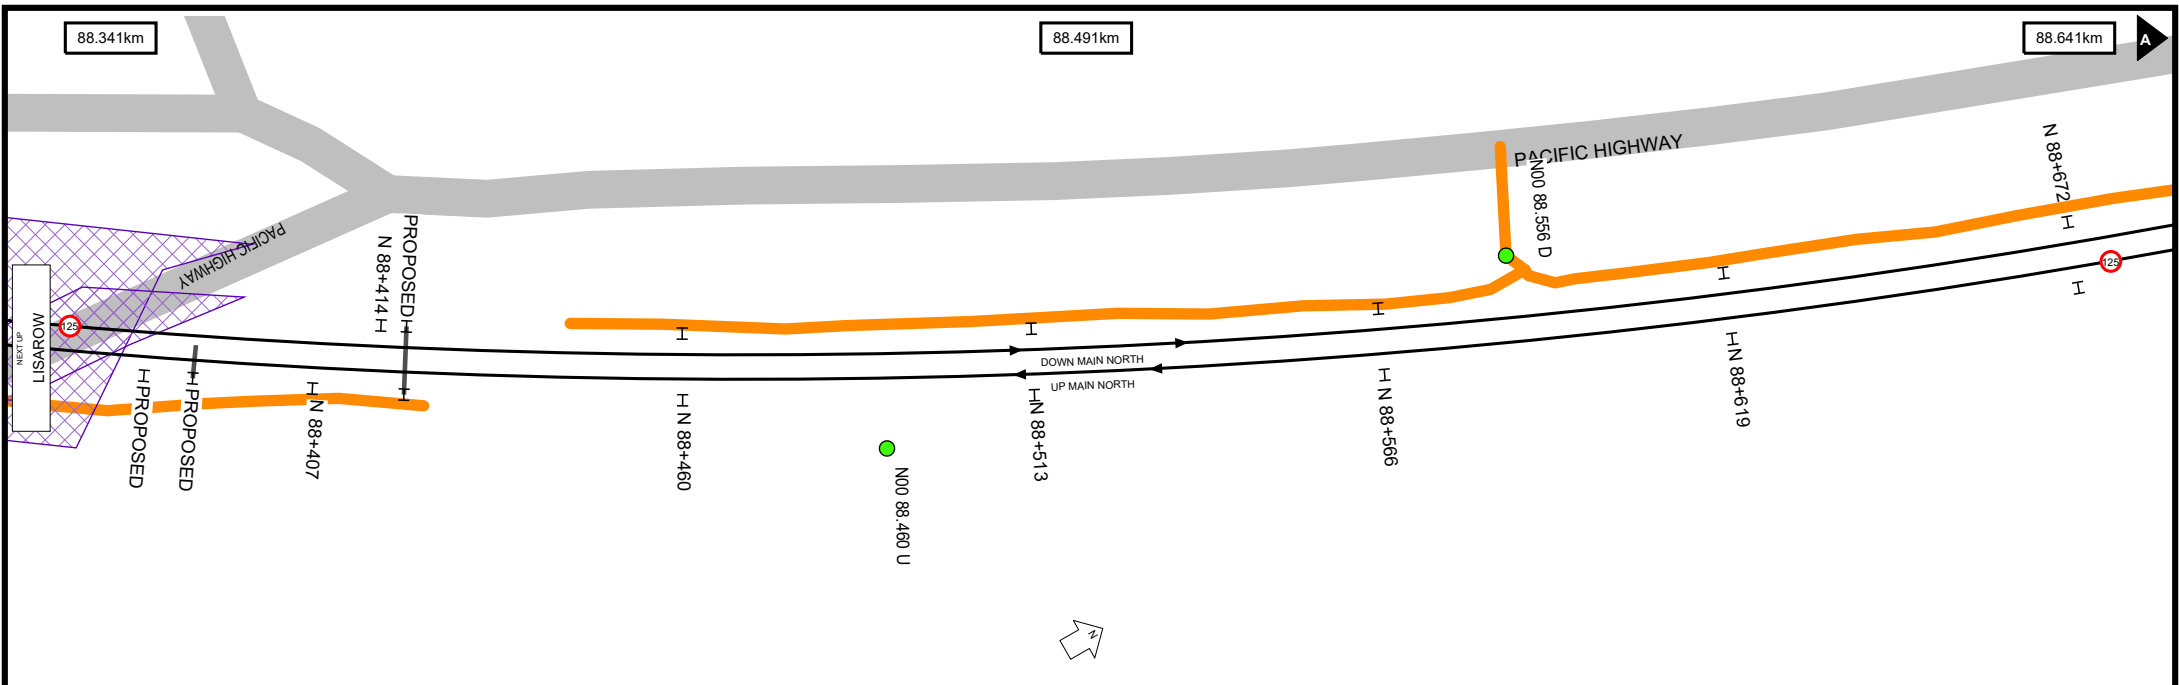 88.341km
88.491km
88.641km
A
PACIFIC HIGHWAY
PACIFIC HIGHWAY
N 88+672
N00 88.556 D
N 88+414
PROPOSED
125
125
NEXT UP
LISAROW
DOWN MAIN NORTH
UP MAIN NORTH
PROPOSED
PROPOSED
N 88+407
N 88+460
N00 88.460 U
N 88+513
N 88+566
N 88+619
N